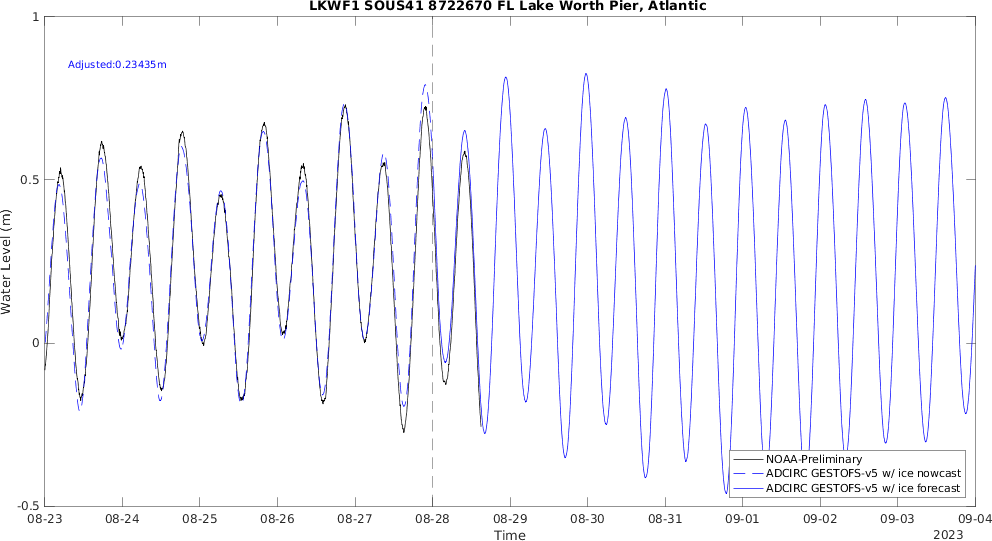 LKWF1 SOUS41 8722670 FL Lake Worth Pier, Atlantic
Adjusted:0.23435m
Water Level (m)
1
0.5
0
-0.5
NOAA-Preliminary
ADCIRC GESTOFS-v5 w/ ice nowcast
ADCIRC GESTOFS-v5 w/ ice forecast
08-23 08-24 08-25 08-26 08-27 08-28 08-29 08-30 08-31 09-01 09-02 09-03 09-04
Time
2023